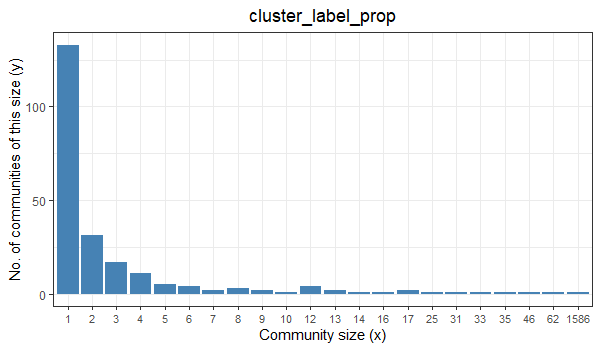 cluster_label_prop
No. of communities of this size (y)
100
50
0
1 2 3 4 5 6 7 8 9 10 12 13 14 16 17 25 31 33 35 46 62 1586
Community size (x)